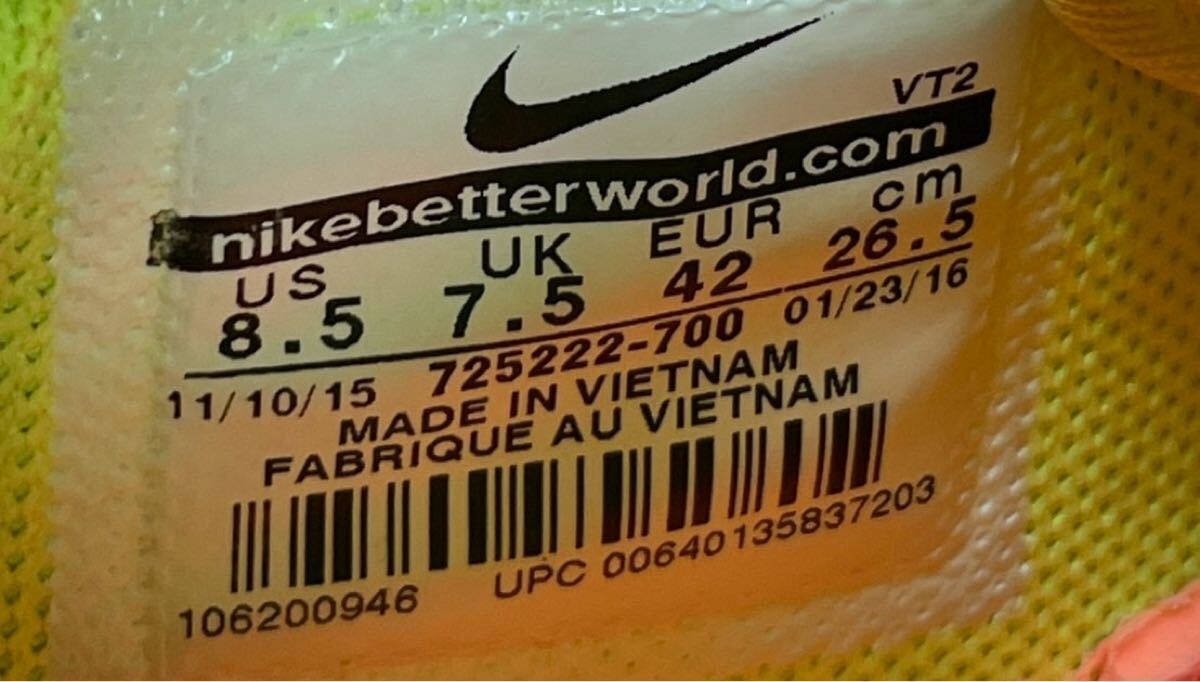 VT2
nikebetterworld.com
US UK EUR cm
8.5 7.5 42 26.5
11/10/15 725222-700 01/23/16
MADE IN VIETNAM
FABRIQUE AU VIETNAM
106200946 UPC 00640135837203